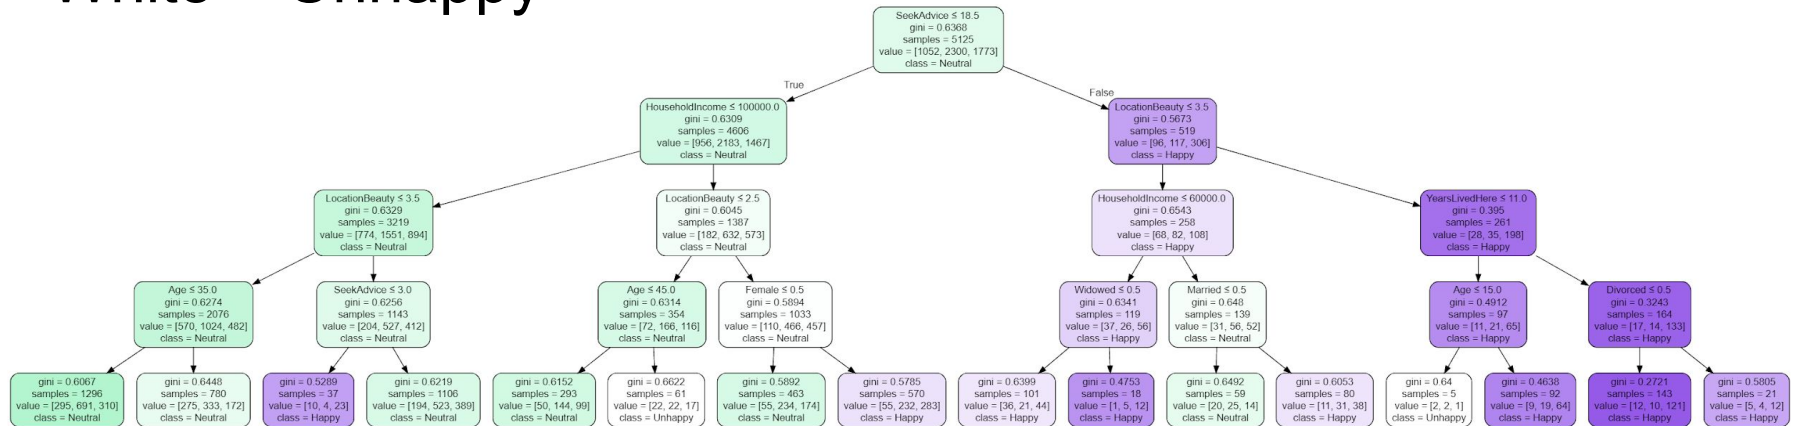 White – Unhappy
SeekAdvice ≤ 18.5
gini = 0.6368
samples = 5125
value = [1052, 2300, 1773]
class = Neutral
True
False
HouseholdIncome ≤ 100000.0
gini = 0.6309
samples = 4606
value = [956, 2183, 1467]
class = Neutral
LocationBeauty ≤ 3.5
gini = 0.5673
samples = 519
value = [96, 117, 306]
class = Happy
LocationBeauty ≤ 3.5
gini = 0.6329
samples = 3219
value = [774, 1551, 894]
class = Neutral
LocationBeauty ≤ 2.5
gini = 0.6045
samples = 1387
value = [182, 632, 573]
class = Neutral
HouseholdIncome ≤ 60000.0
gini = 0.6543
samples = 258
value = [68, 82, 108]
class = Happy
YearsLivedHere ≤ 11.0
gini = 0.395
samples = 261
value = [28, 35, 198]
class = Happy
Age ≤ 35.0
gini = 0.6274
samples = 2076
value = [570, 1024, 482]
class = Neutral
SeekAdvice ≤ 3.0
gini = 0.6256
samples = 1143
value = [204, 527, 412]
class = Neutral
Age ≤ 45.0
gini = 0.6314
samples = 354
value = [72, 166, 116]
class = Neutral
Female ≤ 0.5
gini = 0.5894
samples = 1033
value = [110, 466, 457]
class = Neutral
Widowed ≤ 0.5
gini = 0.6341
samples = 119
value = [37, 26, 56]
class = Happy
Married ≤ 0.5
gini = 0.648
samples = 139
value = [31, 56, 52]
class = Neutral
Age ≤ 15.0
gini = 0.4912
samples = 97
value = [11, 21, 65]
class = Happy
Divorced ≤ 0.5
gini = 0.3243
samples = 164
value = [17, 14, 133]
class = Happy
gini = 0.6067
samples = 1296
value = [295, 691, 310]
class = Neutral
gini = 0.6448
samples = 780
value = [275, 333, 172]
class = Neutral
gini = 0.5289
samples = 37
value = [10, 4, 23]
class = Happy
gini = 0.6219
samples = 1106
value = [194, 523, 389]
class = Neutral
gini = 0.6152
samples = 293
value = [50, 144, 99]
class = Neutral
gini = 0.6622
samples = 61
value = [22, 22, 17]
class = Unhappy
gini = 0.5892
samples = 463
value = [55, 234, 174]
class = Neutral
gini = 0.5785
samples = 570
value = [55, 232, 283]
class = Happy
gini = 0.6399
samples = 101
value = [36, 21, 44]
class = Happy
gini = 0.4753
samples = 18
value = [1, 5, 12]
class = Happy
gini = 0.6492
samples = 59
value = [20, 25, 14]
class = Neutral
gini = 0.6053
samples = 80
value = [11, 31, 38]
class = Happy
gini = 0.64
samples = 5
value = [2, 2, 1]
class = Unhappy
gini = 0.4638
samples = 92
value = [9, 19, 64]
class = Happy
gini = 0.2721
samples = 143
value = [12, 10, 121]
class = Happy
gini = 0.5805
samples = 21
value = [5, 4, 12]
class = Happy